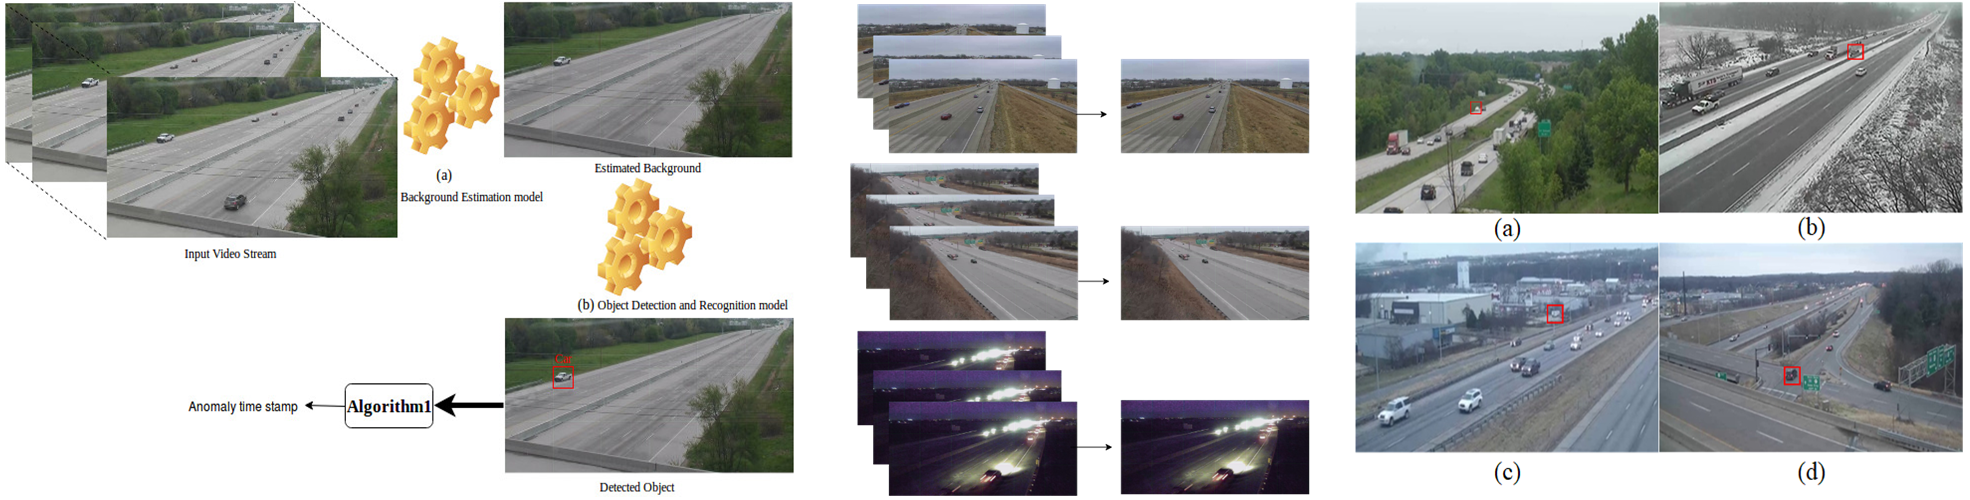 Input Video Stream
(a)
Background Estimation model
Estimated Background
(b) Object Detection and Recognition model
Detected Object
Algorithm1
Anomaly time stamp
(a)
(b)
(c)
(d)